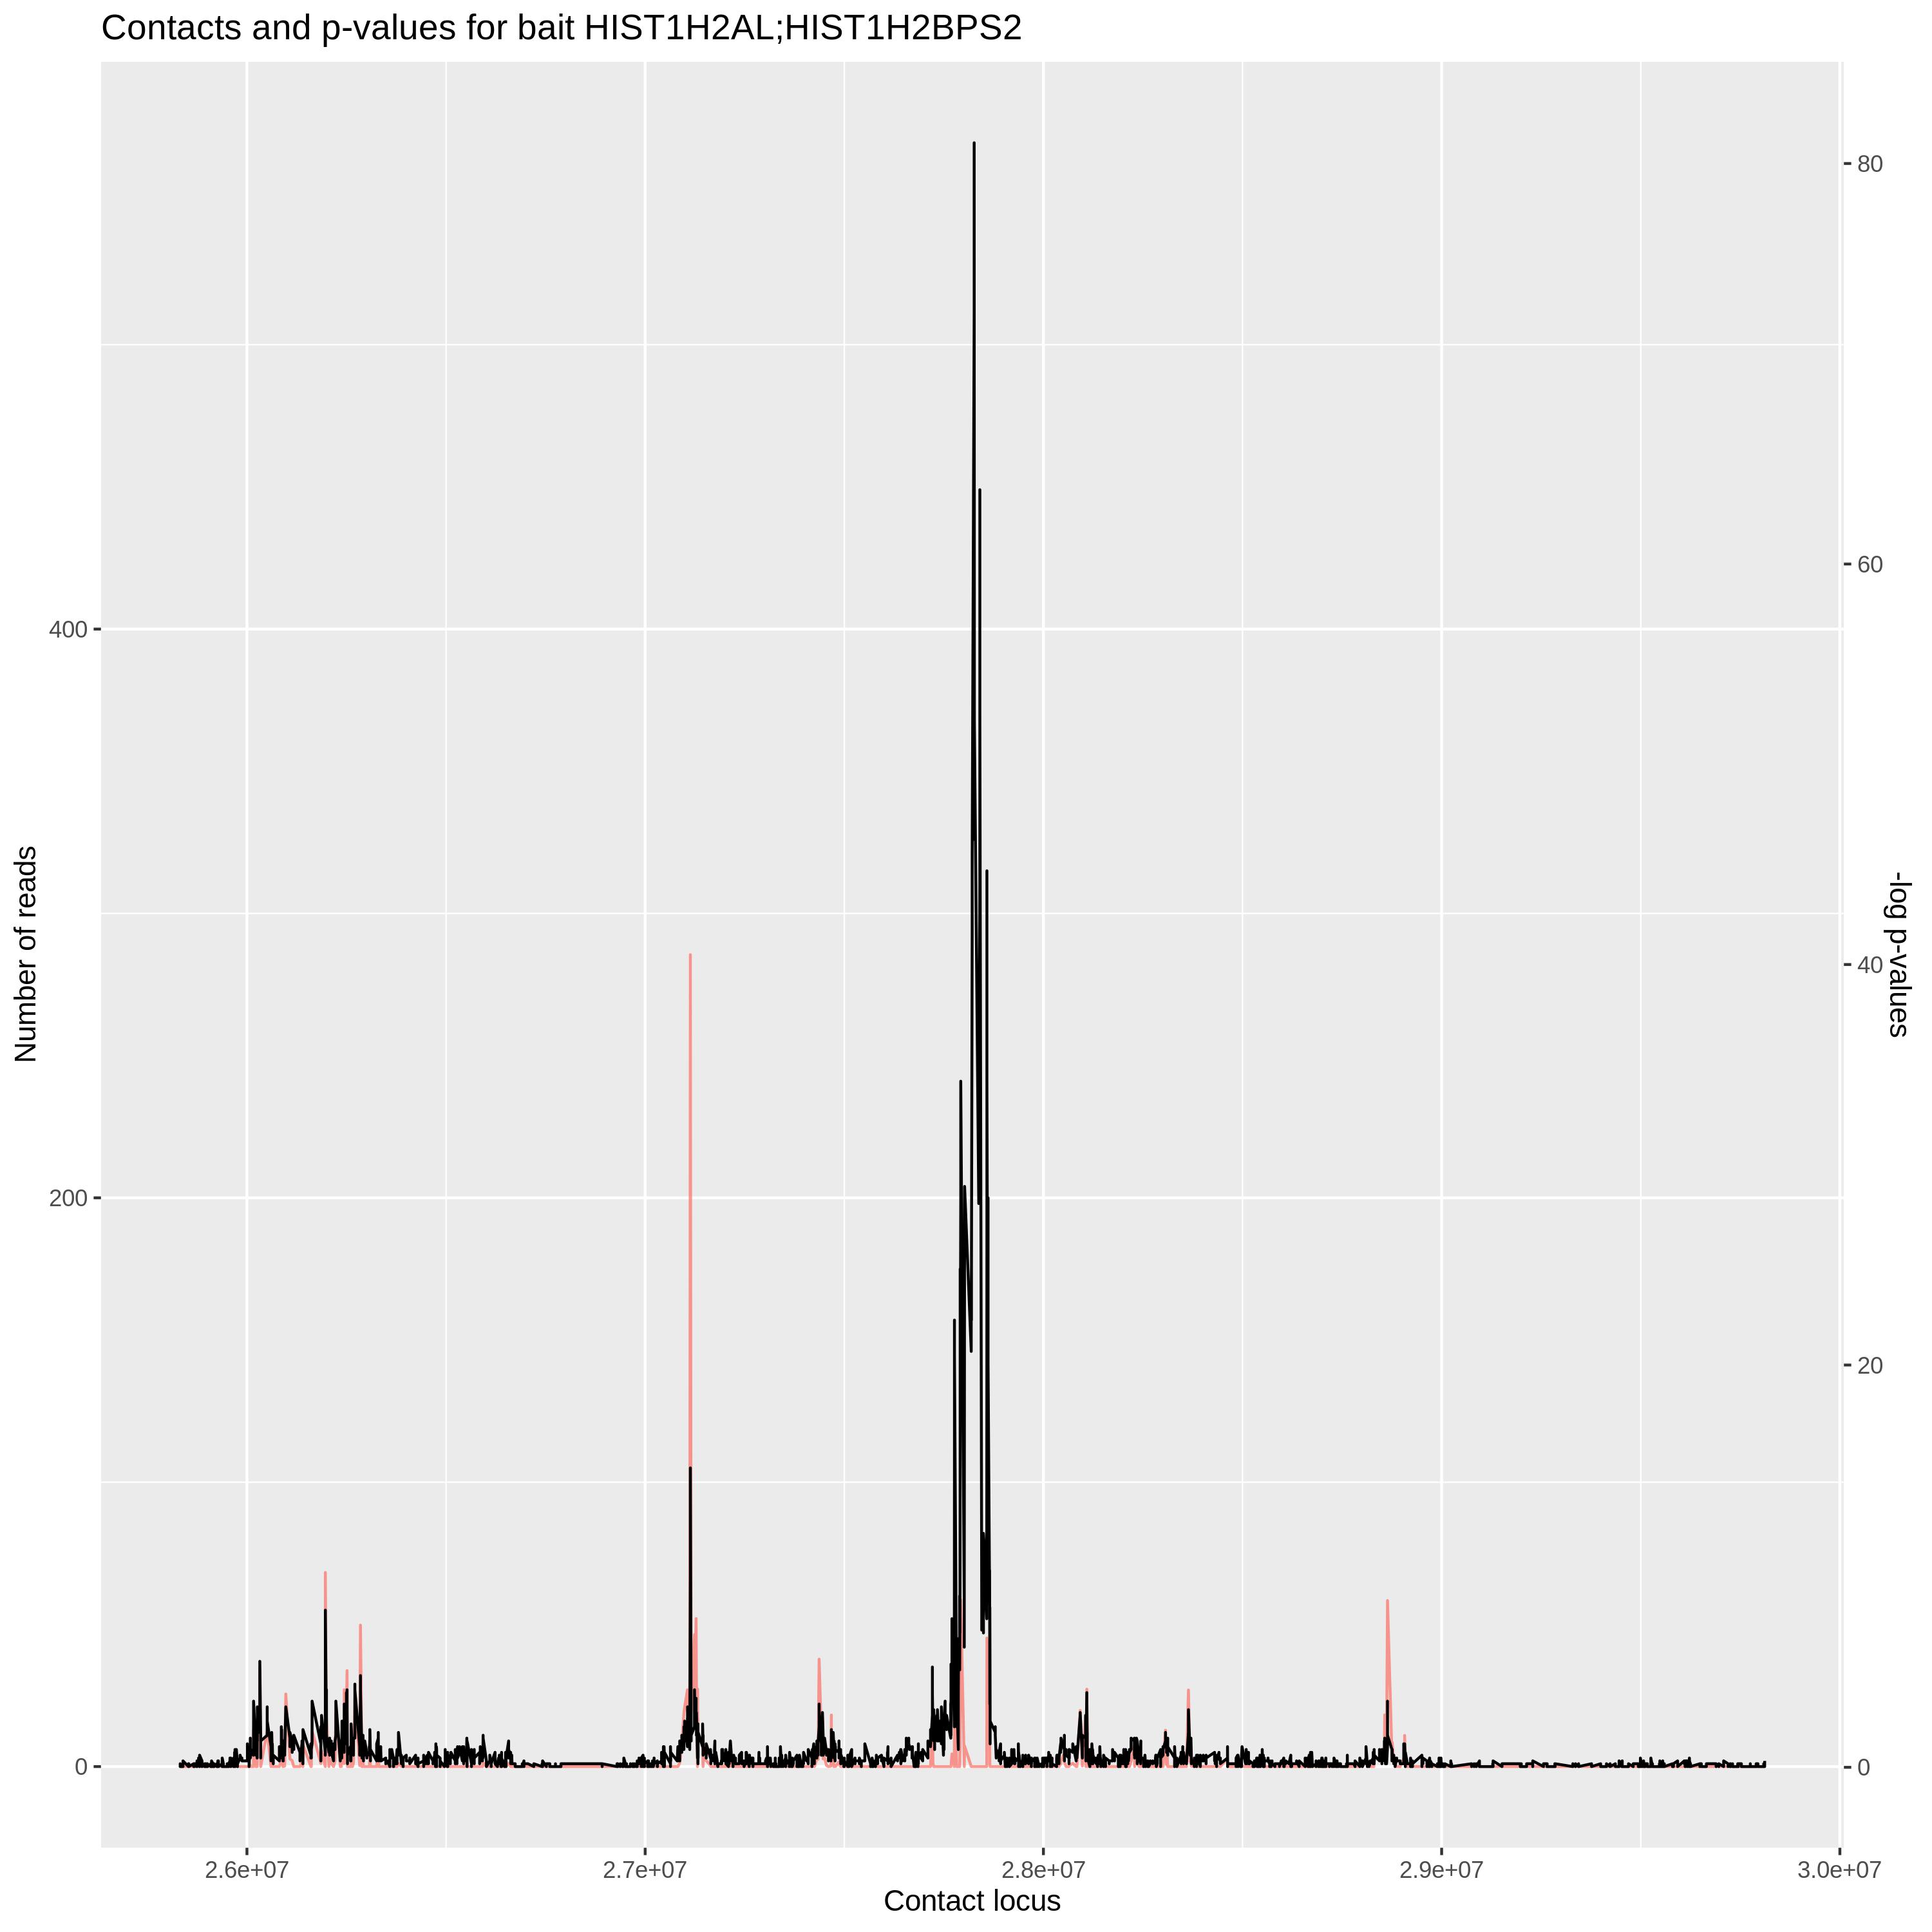 Contacts and p-values for bait HIST1H2AL;HIST1H2BPS2
Number of reads
400
200
0
80
60
40
20
0
-log p-values
2.6e+07
2.7e+07
2.8e+07
2.9e+07
3.0e+07
Contact locus